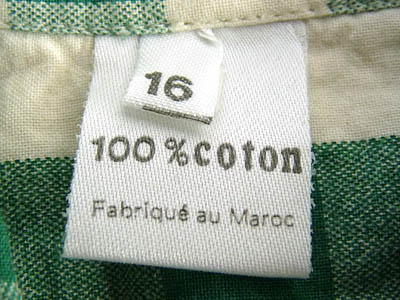 16
100 % coton
Fabriqué au Maroc